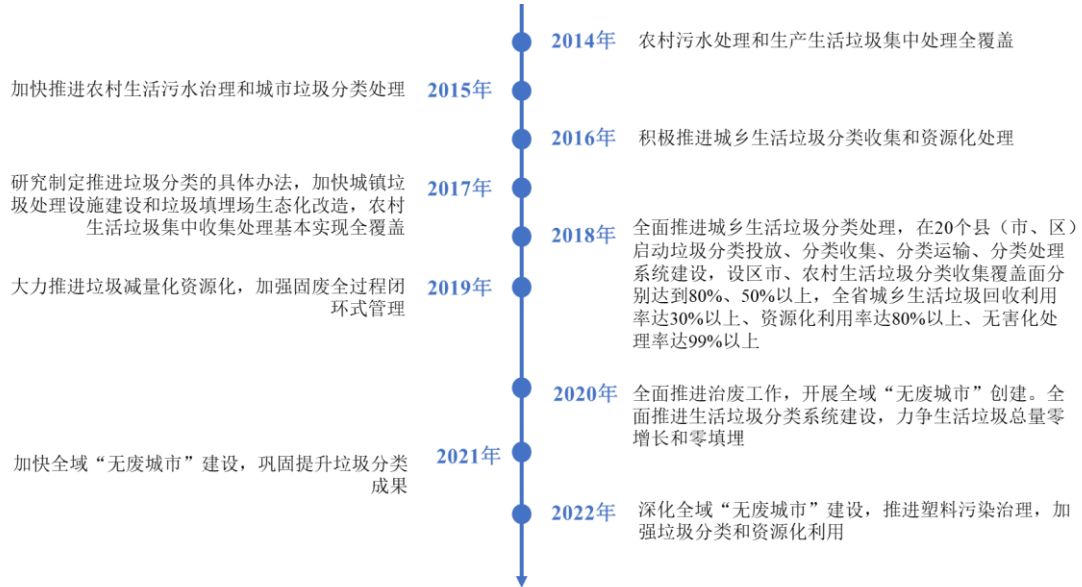 2014年
农村污水处理和生产生活垃圾集中处理全覆盖
加快推进农村生活污水治理和城市垃圾分类处理
2015年
2016年
积极推进城乡生活垃圾分类收集和资源化处理
研究制定推进垃圾分类的具体办法，加快城镇垃
圾处理设施建设和垃圾填埋场生态化改造，农村
生活垃圾集中收集处理基本实现全覆盖
2017年
2018年
全面推进城乡生活垃圾分类处理，在20个县（市、区）
启动垃圾分类投放、分类收集、分类运输、分类处理
系统建设，设区市、农村生活垃圾分类收集覆盖面分
别达到80%、50%以上，全省城乡生活垃圾回收利用
率达30%以上、资源化利用率达80%以上、无害化处
理率达99%以上
大力推进垃圾减量化资源化，加强固废全过程闭
环式管理
2019年
2020年
全面推进治废工作，开展全域“无废城市”创建。全
面推进生活垃圾分类系统建设，力争生活垃圾总量零
增长和零填埋
加快全域“无废城市”建设，巩固提升垃圾分类
成果
2021年
2022年
深化全域“无废城市”建设，推进塑料污染治理，加
强垃圾分类和资源化利用